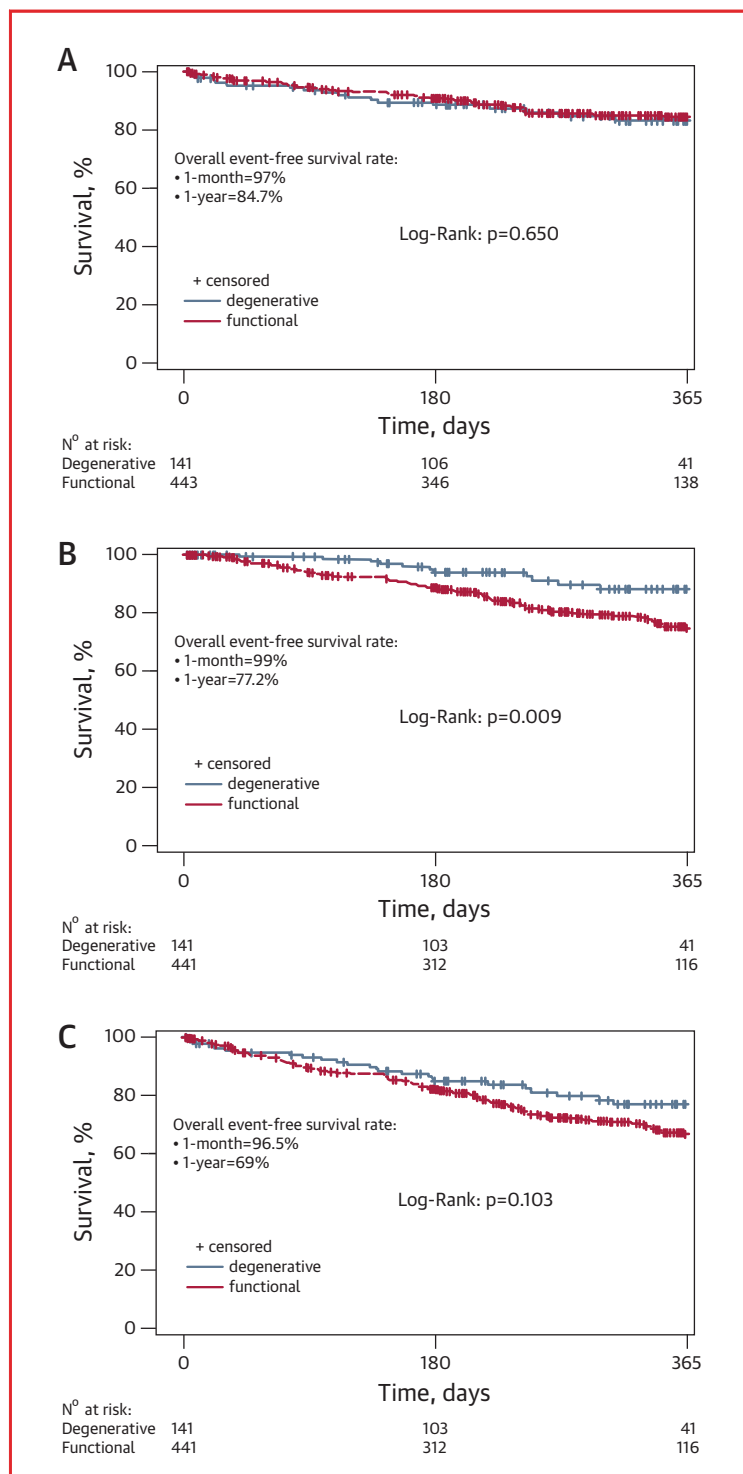 A
100
80
60
40
20
0
Survival, %
Overall event-free survival rate:
• 1-month=97%
• 1-year=84.7%
Log-Rank: p=0.650
+ censored
degenerative
functional
0 180 365
Time, days
Nº at risk:
Degenerative 141 106 41
Functional 443 346 138
B
100
80
60
40
20
0
Survival, %
Overall event-free survival rate:
• 1-month=99%
• 1-year=77.2%
Log-Rank: p=0.009
+ censored
degenerative
functional
0 180 365
Time, days
Nº at risk:
Degenerative 141 103 41
Functional 441 312 116
C
100
80
60
40
20
0
Survival, %
Overall event-free survival rate:
• 1-month=96.5%
• 1-year=69%
Log-Rank: p=0.103
+ censored
degenerative
functional
0 180 365
Time, days
Nº at risk:
Degenerative 141 103 41
Functional 441 312 116